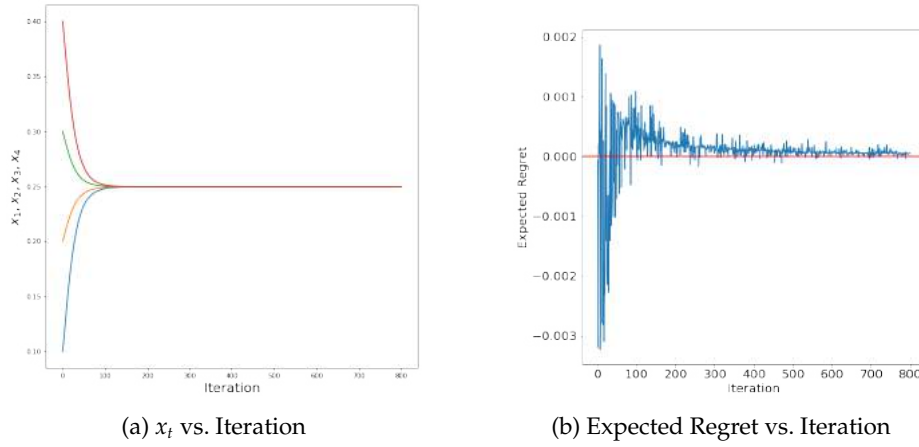 0.40
0.35
0.30
0.25
0.20
0.15
0.10
x₁, x₂, x₃, x₄
0 100 200 300 400 500 600 700 800
Iteration
(a) xₜ vs. Iteration
0.002
0.001
0.000
−0.001
−0.002
−0.003
Expected Regret
0 100 200 300 400 500 600 700 800
Iteration
(b) Expected Regret vs. Iteration